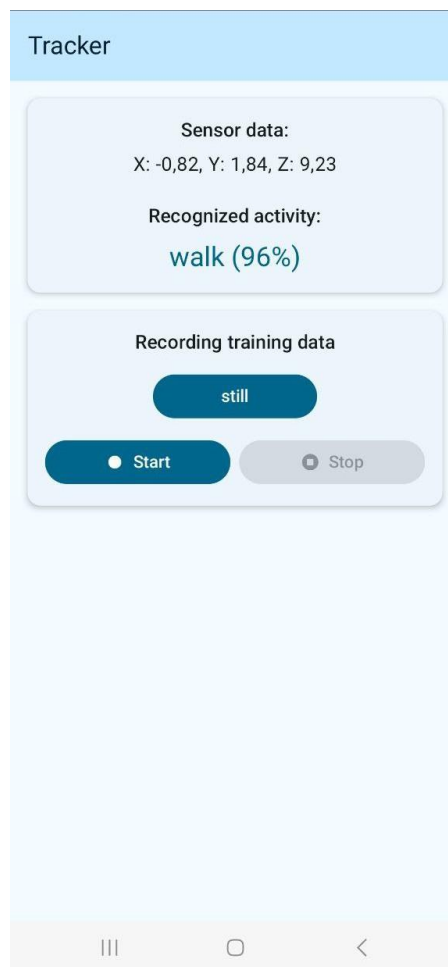 Tracker
Sensor data:
X: -0,82, Y: 1,84, Z: 9,23
Recognized activity:
walk (96%)
Recording training data
still
Start
Stop